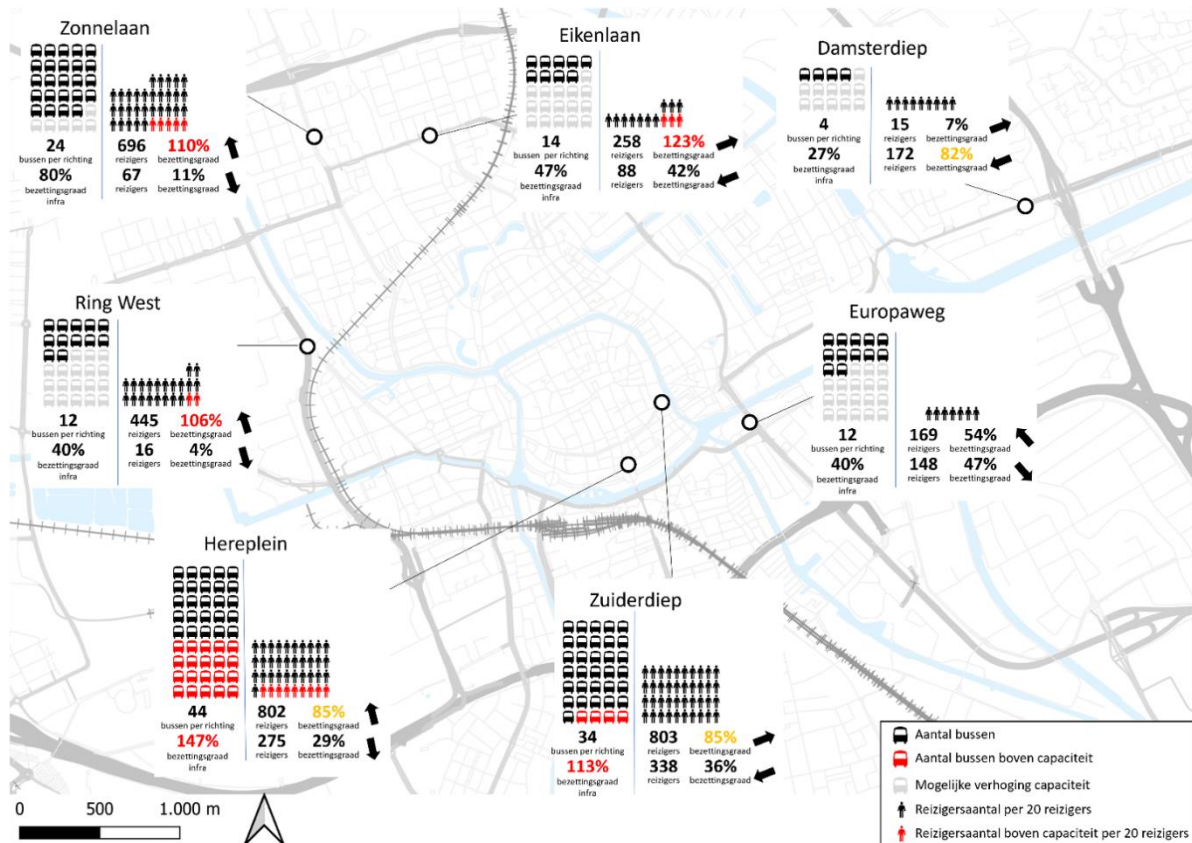 Zonnelaan
24
bussen per richting
80%
bezettingsgraad
infra
696
reizigers
110%
bezettingsgraad
67
reizigers
11%
bezettingsgraad
Eikenlaan
14
bussen per richting
47%
bezettingsgraad
infra
258
reizigers
123%
bezettingsgraad
88
reizigers
42%
bezettingsgraad
Damsterdiep
4
bussen per richting
27%
bezettingsgraad
infra
15
reizigers
7%
bezettingsgraad
172
reizigers
82%
bezettingsgraad
Ring West
12
bussen per richting
40%
bezettingsgraad
infra
445
reizigers
106%
bezettingsgraad
16
reizigers
4%
bezettingsgraad
Europaweg
12
bussen per richting
40%
bezettingsgraad
infra
169
reizigers
54%
bezettingsgraad
148
reizigers
47%
bezettingsgraad
Hereplein
44
bussen per richting
147%
bezettingsgraad
infra
802
reizigers
85%
bezettingsgraad
275
reizigers
29%
bezettingsgraad
Zuiderdiep
34
bussen per richting
113%
bezettingsgraad
infra
803
reizigers
85%
bezettingsgraad
338
reizigers
36%
bezettingsgraad
Aantal bussen
Aantal bussen boven capaciteit
Mogelijke verhoging capaciteit
Reizigersaantal per 20 reizigers
Reizigersaantal boven capaciteit per 20 reizigers
0 500 1.000 m